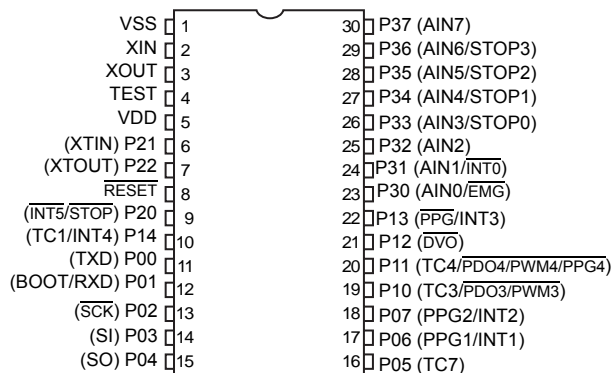 VSS 1 30 P37 (AIN7)
XIN 2 29 P36 (AIN6/STOP3)
XOUT 3 28 P35 (AIN5/STOP2)
TEST 4 27 P34 (AIN4/STOP1)
VDD 5 26 P33 (AIN3/STOP0)
(XTIN) P21 6 25 P32 (AIN2)
(XTOUT) P22 7 24 P31 (AIN1/INT0)
RESET 8 23 P30 (AIN0/EMG)
(INT5/STOP) P20 9 22 P13 (PPG/INT3)
(TC1/INT4) P14 10 21 P12 (DVO)
(TXD) P00 11 20 P11 (TC4/PDO4/PWM4/PPG4)
(BOOT/RXD) P01 12 19 P10 (TC3/PDO3/PWM3)
(SCK) P02 13 18 P07 (PPG2/INT2)
(SI) P03 14 17 P06 (PPG1/INT1)
(SO) P04 15 16 P05 (TC7)